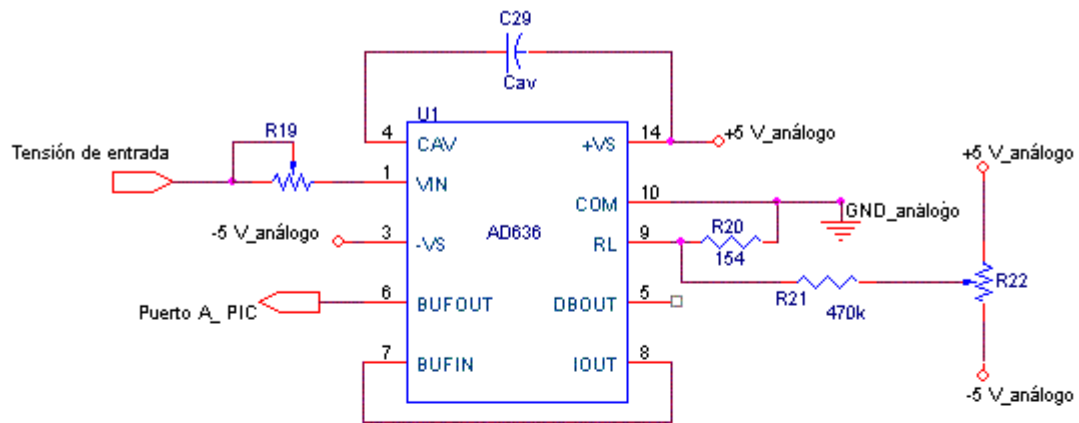 C29
Cav
U1
R19
Tensión de entrada
4
CAV
+VS
14
+5 V_análogo
+5 V_análogo
1
VIN
10
COM
GND_análogo
-5 V_análogo
3
-VS
AD636
RL
9
R20
154
R22
Puerto A_ PIC
6
BUFOUT
DBOUT
5
R21
470k
7
BUFIN
IOUT
8
-5 V_análogo